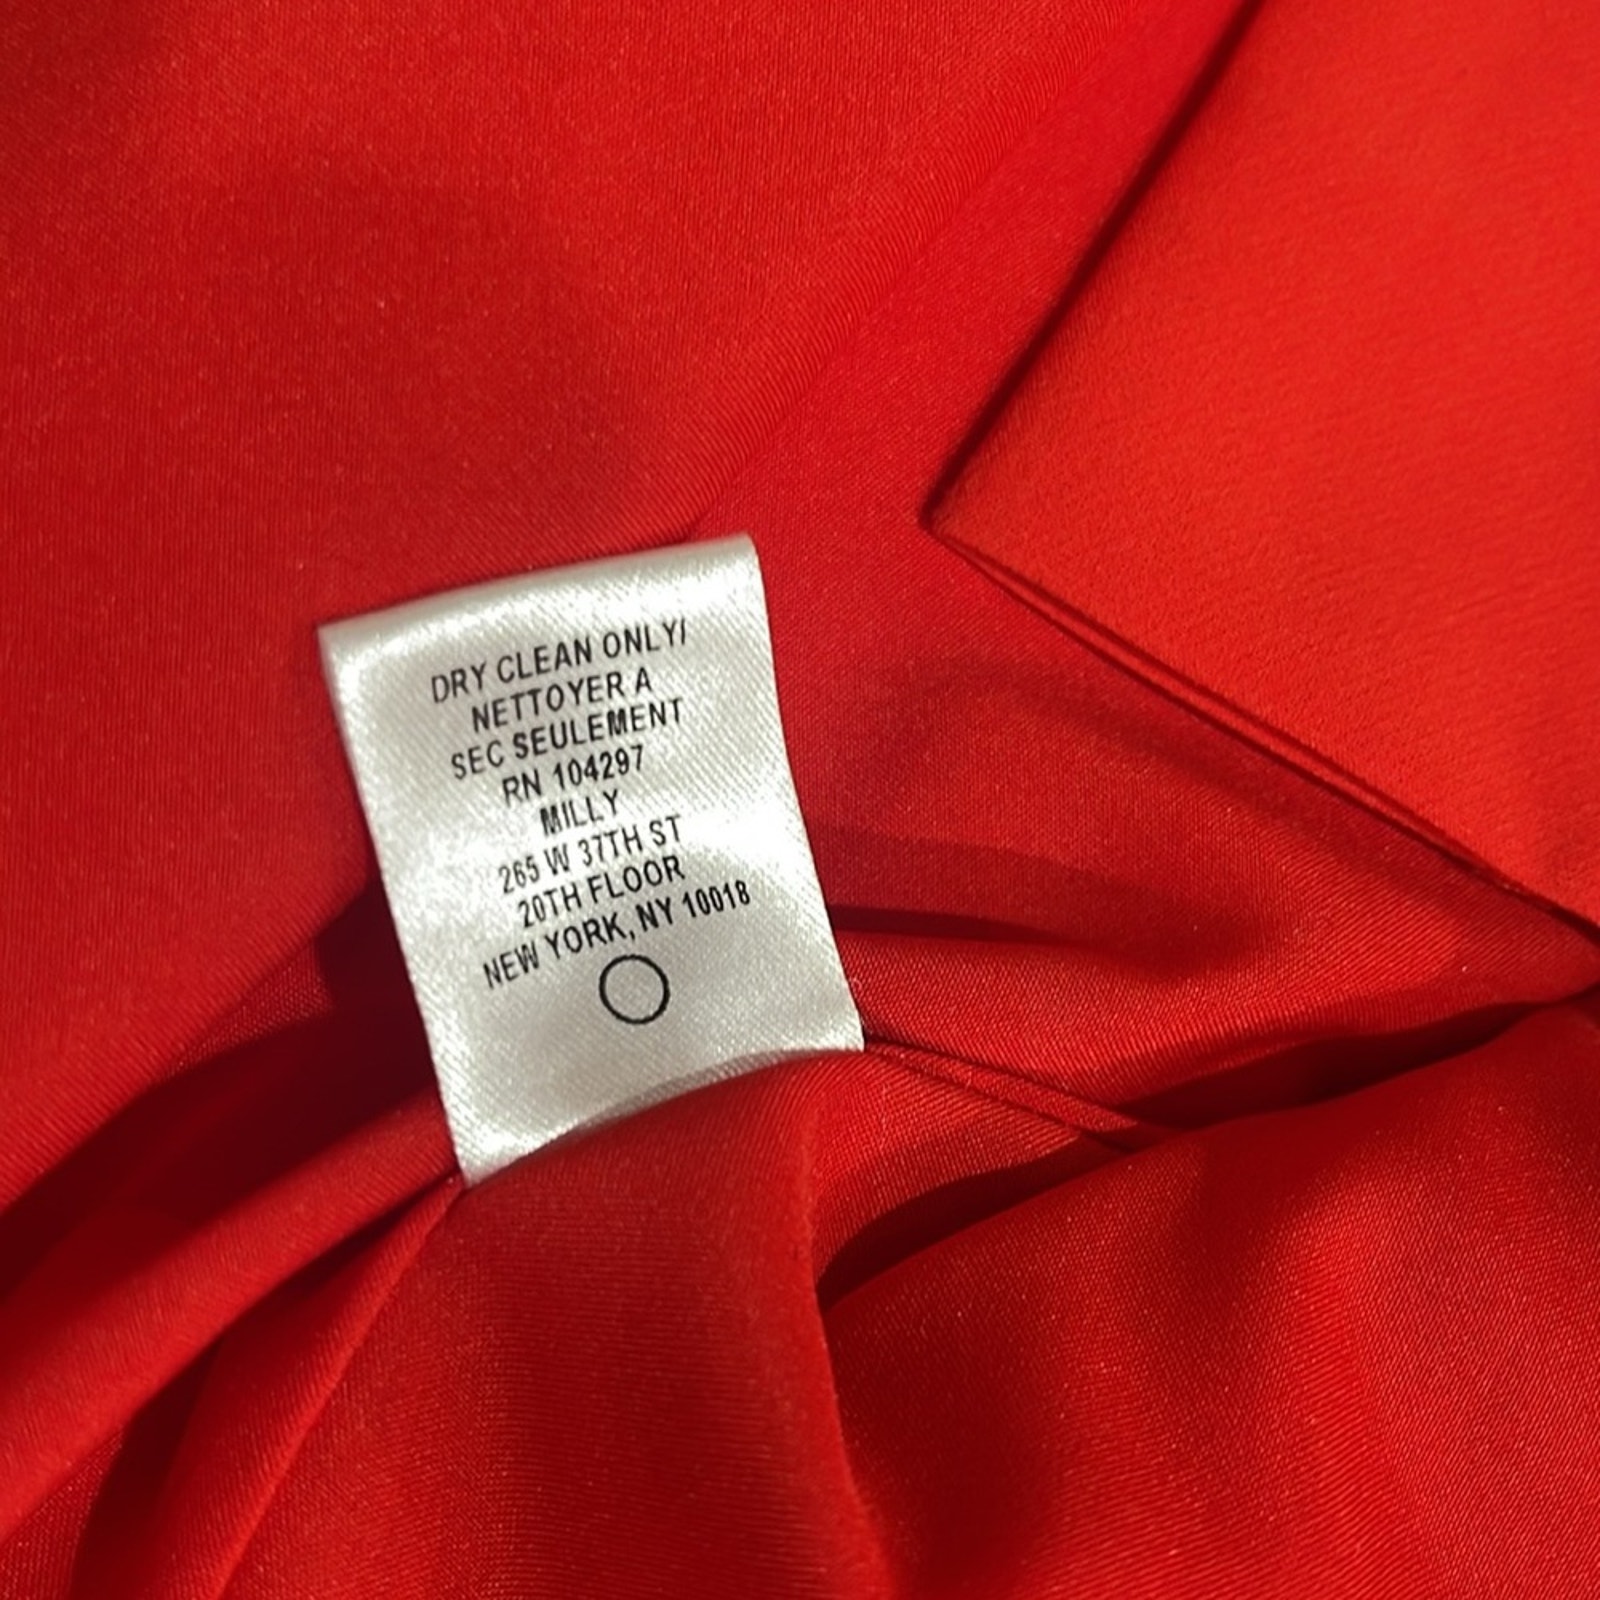 DRY CLEAN ONLY/
NETTOYER A
SEC SEULEMENT
RN 104297
MILLY
265 W 37TH ST
20TH FLOOR
NEW YORK, NY 10018